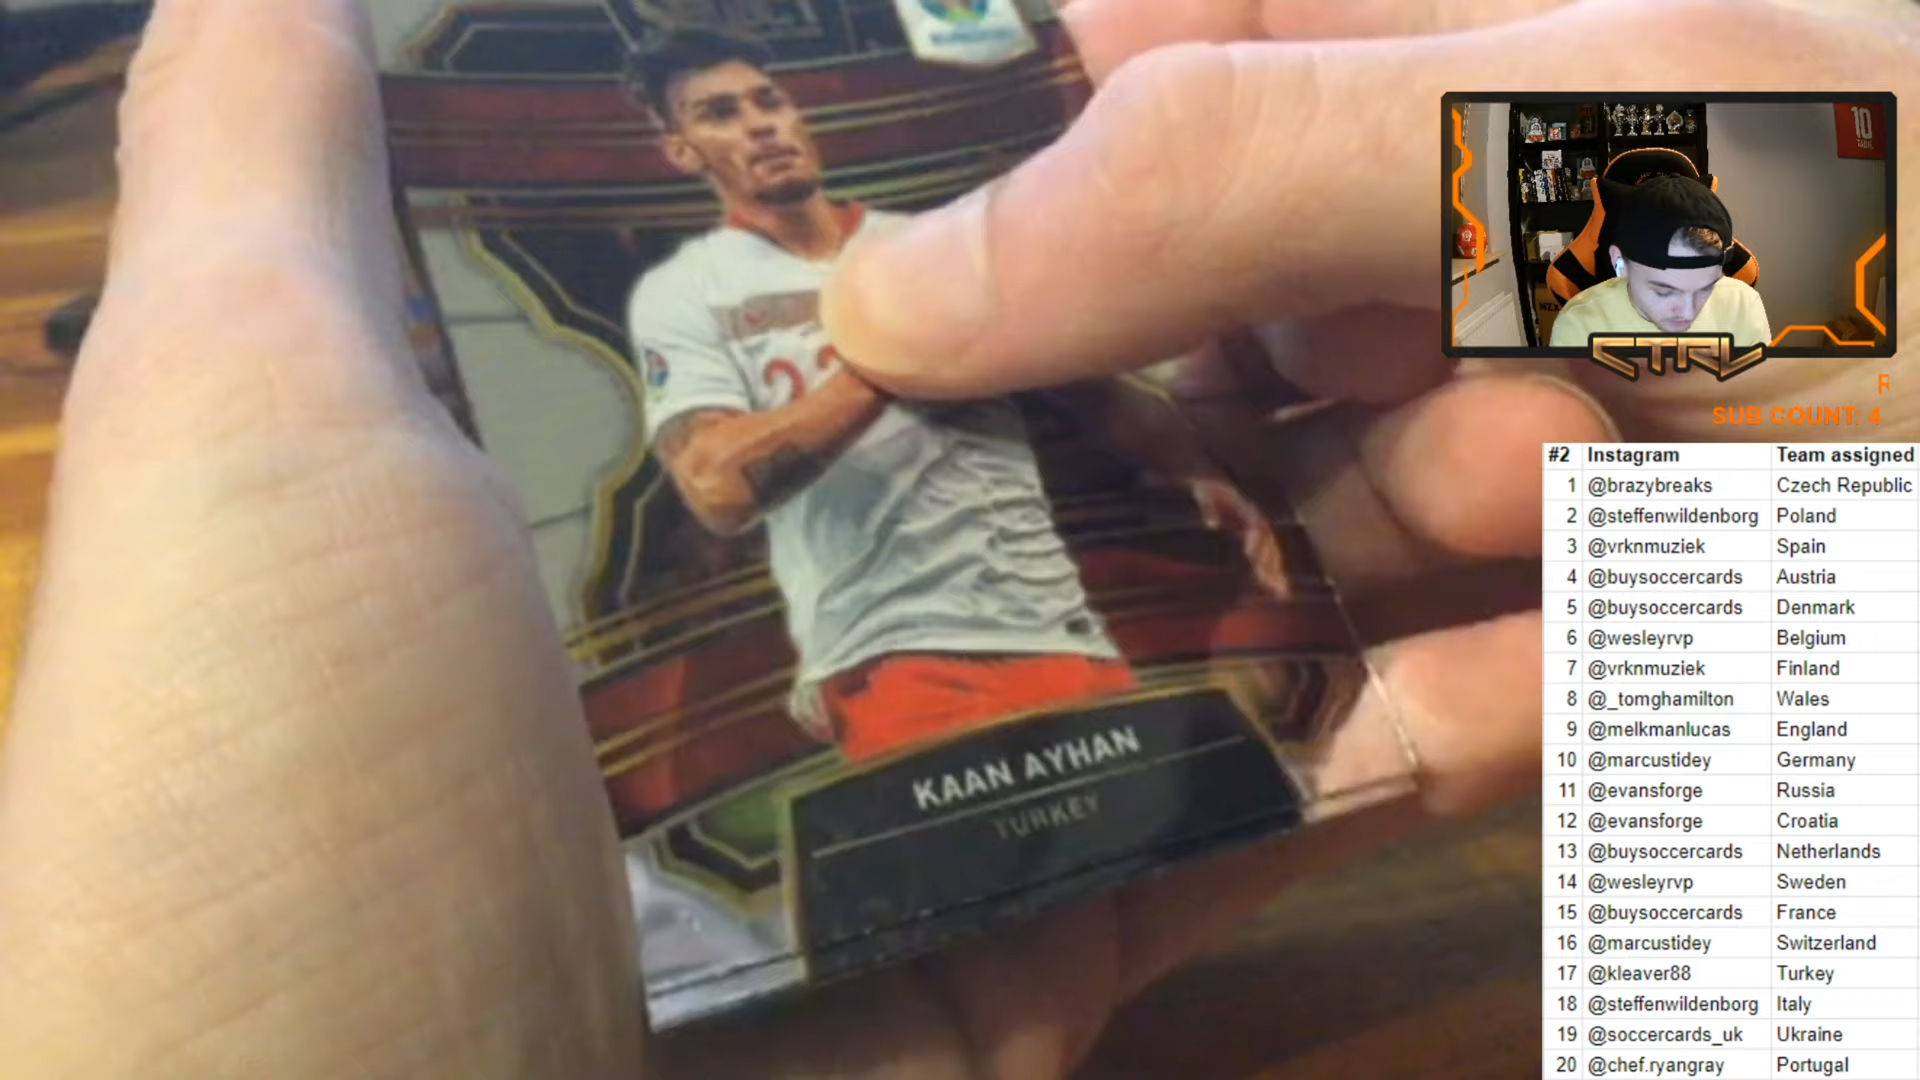 10
CTRL
R
SUB COUNT: 4
#2 Instagram Team assigned
1 @brazybreaks Czech Republic
2 @steffenwildenborg Poland
3 @vrknmuziek Spain
4 @buysoccercards Austria
5 @buysoccercards Denmark
6 @wesleyrvp Belgium
7 @vrknmuziek Finland
8 @_tomghamilton Wales
9 @melkmanlucas England
10 @marcustidey Germany
11 @evansforge Russia
12 @evansforge Croatia
13 @buysoccercards Netherlands
14 @wesleyrvp Sweden
15 @buysoccercards France
16 @marcustidey Switzerland
17 @kleaver88 Turkey
18 @steffenwildenborg Italy
19 @soccercards_uk Ukraine
20 @chef.ryangray Portugal
KAAN AYHAN
TURKEY